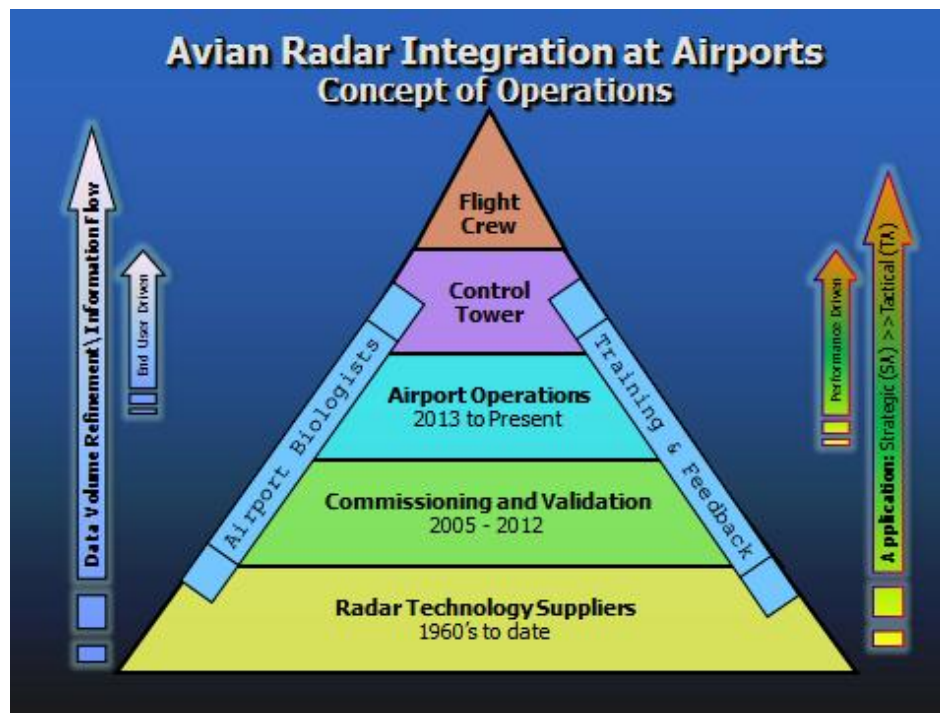 Avian Radar Integration at Airports
Concept of Operations
Flight
Crew
Control
Tower
Airport Operations
2013 to Present
Commissioning and Validation
2005 - 2012
Radar Technology Suppliers
1960's to date
Airport Biologists
Training & Feedback
Data Volume Refinement\Information Flow
End User Driven
Performance Driven
Application: Strategic (SA) >>Tactical (TA)